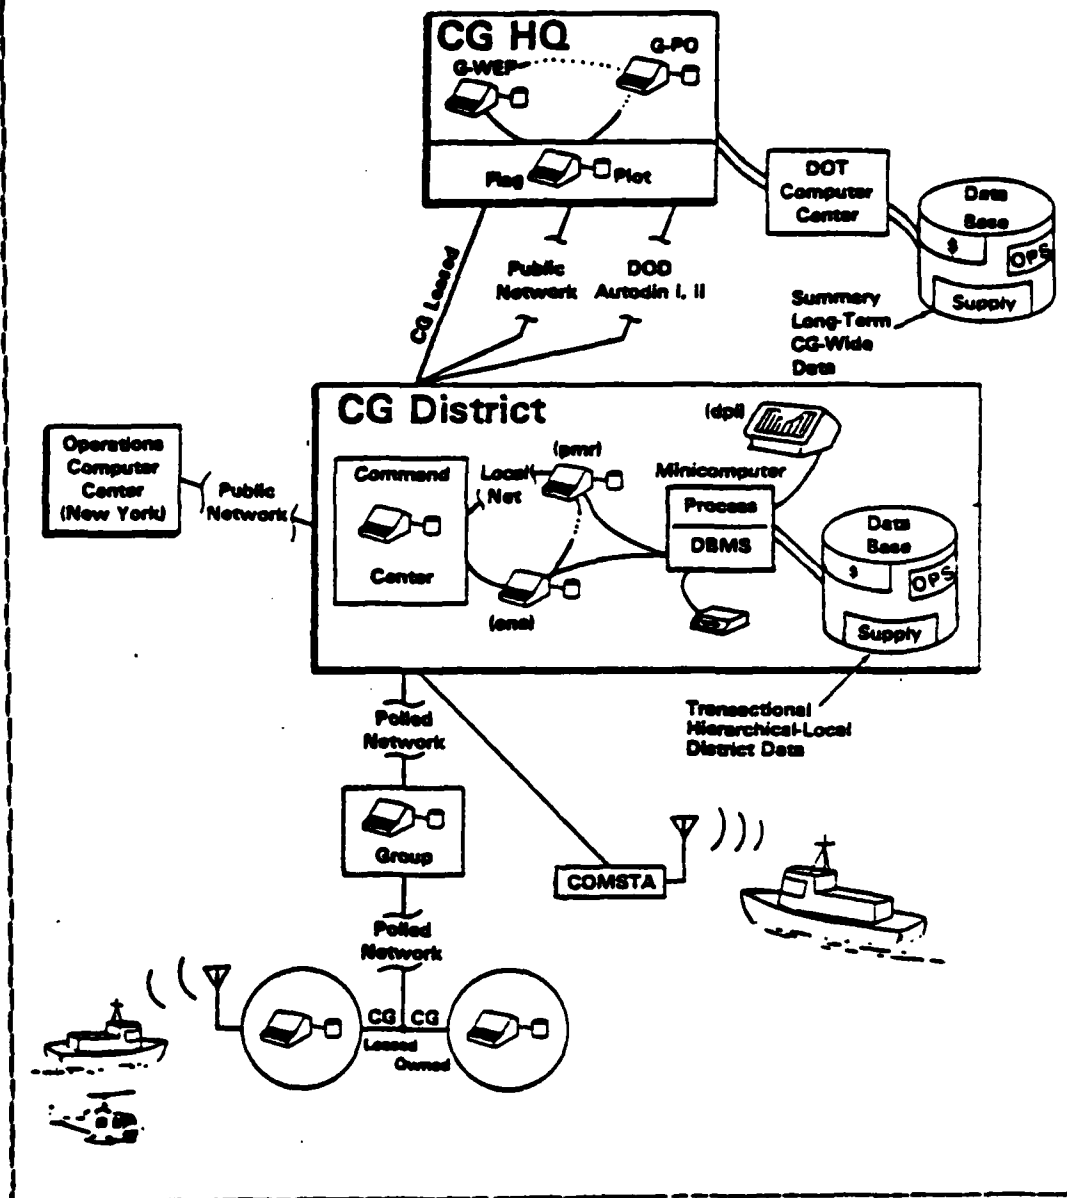 CG HQ
G-WEP
G-PO
Flag
Plot
DOT
Computer
Center
Data
Base
$
OPS
Supply
CG Leased
Public
Network
DOD
Autodin I, II
Summary
Long-Term
CG-Wide
Data
CG District
(dpi)
Operations
Computer
Center
(New York)
Public
Network
Command
Center
Local
Net
(pmr)
(ene)
Minicomputer
Process
DBMS
Data
Base
$
OPS
Supply
Transectional
Hierarchical-Local
District Data
Polled
Network
Group
COMSTA
Polled
Network
CG
CG
Leased
Owned